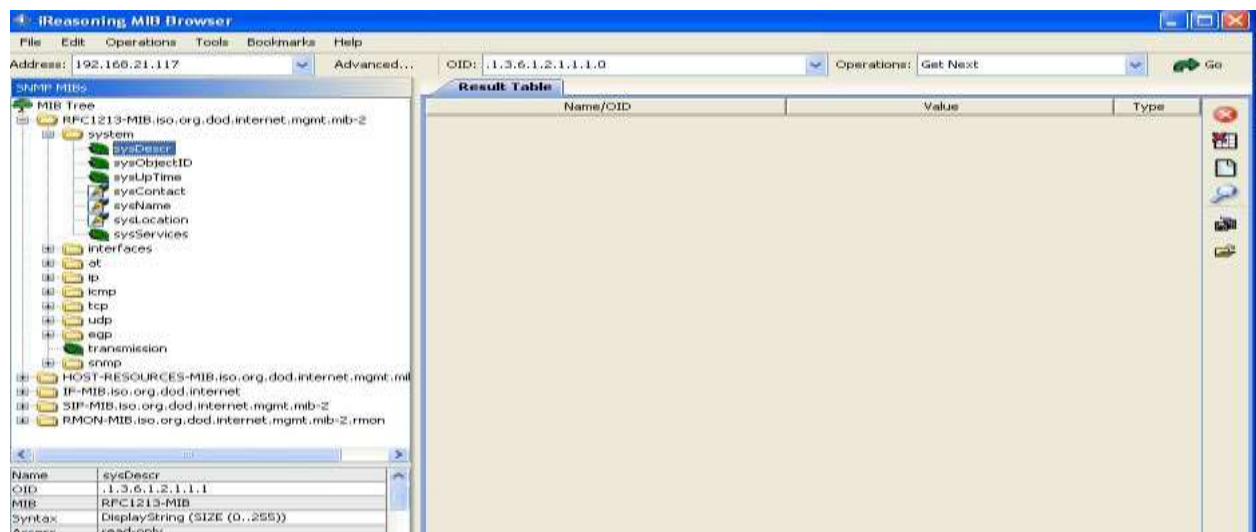 iReasoning MIB Browser
File Edit Operations Tools Bookmarks Help
Address: 192.168.21.117 Advanced... OID: .1.3.6.1.2.1.1.1.0 Operations: Get Next Go
SNMP MIBs
Result Table
MIB Tree
Name/OID Value Type
RFC1213-MIB.iso.org.dod.internet.mgmt.mib-2
system
sysDescr
sysObjectID
sysUpTime
sysContact
sysName
sysLocation
sysServices
interfaces
at
ip
icmp
tcp
udp
egp
transmission
snmp
HOST-RESOURCES-MIB.iso.org.dod.internet.mgmt.mi
IF-MIB.iso.org.dod.internet
SIP-MIB.iso.org.dod.internet.mgmt.mib-2
RMON-MIB.iso.org.dod.internet.mgmt.mib-2.rmon
Name sysDescr
OID .1.3.6.1.2.1.1.1
MIB RFC1213-MIB
Syntax DisplayString (SIZE (0..255))
Access read-only